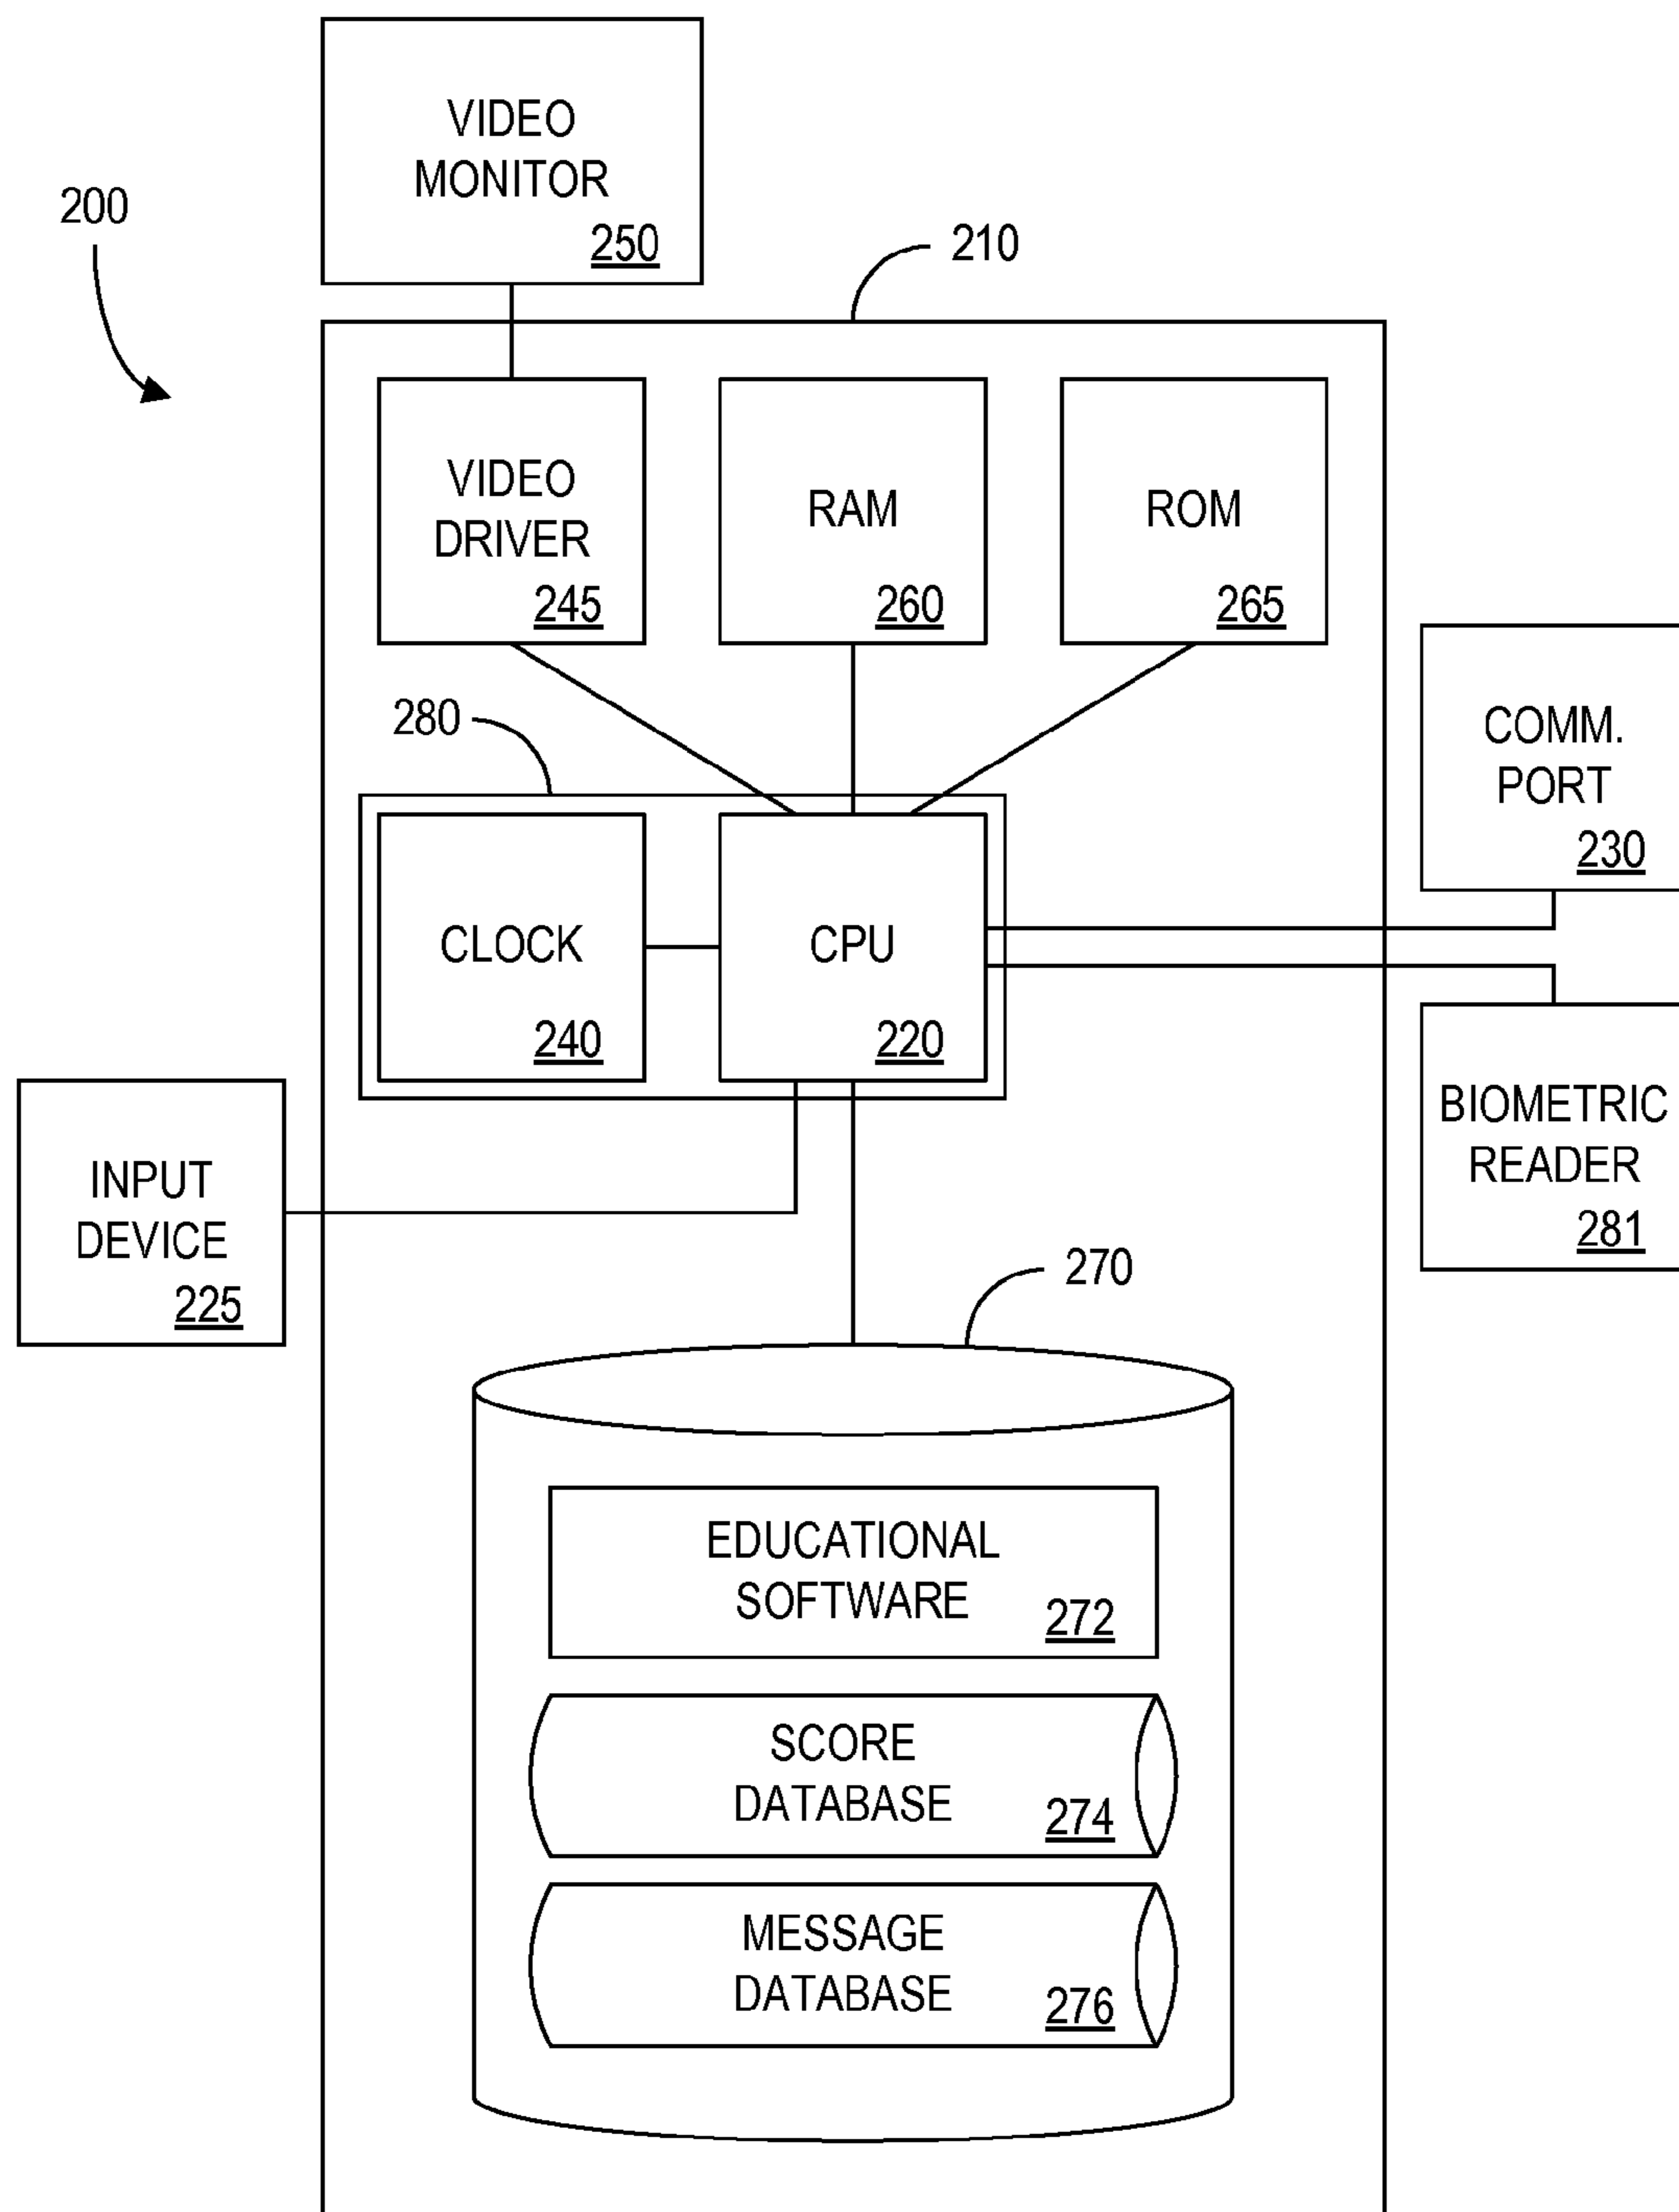 VIDEO
MONITOR
250
200
210
VIDEO
DRIVER
245
RAM
260
ROM
265
280
COMM.
PORT
230
CLOCK
240
CPU
220
BIOMETRIC
READER
281
INPUT
DEVICE
225
270
EDUCATIONAL
SOFTWARE
272
SCORE
DATABASE
274
MESSAGE
DATABASE
276